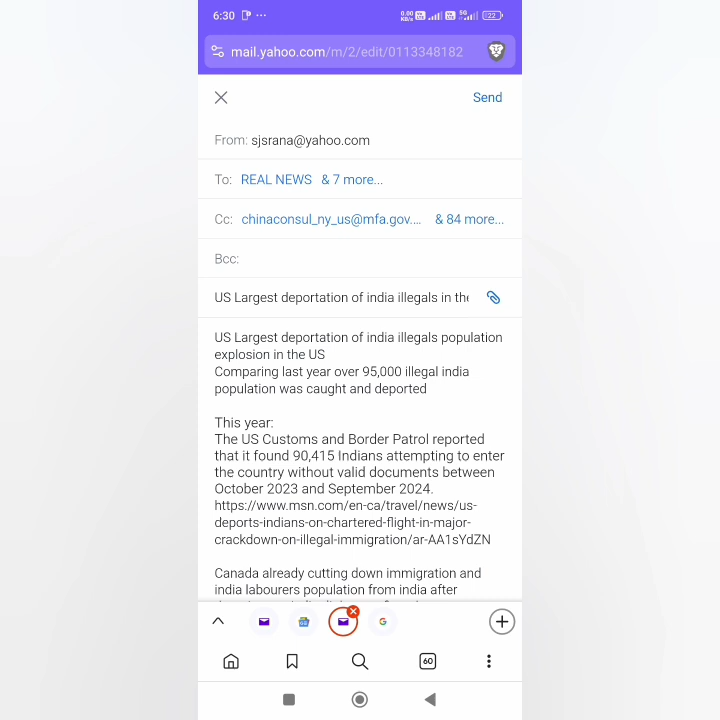 6:30
0.00 KB/s 5G 22
mail.yahoo.com/m/2/edit/0113348182
Send
From: sjsrana@yahoo.com
To: REAL NEWS & 7 more...
Cc: chinaconsul_ny_us@mfa.gov.... & 84 more...
Bcc:
US Largest deportation of india illegals in the
US Largest deportation of india illegals population
explosion in the US
Comparing last year over 95,000 illegal india
population was caught and deported
This year:
The US Customs and Border Patrol reported
that it found 90,415 Indians attempting to enter
the country without valid documents between
October 2023 and September 2024.
https://www.msn.com/en-ca/travel/news/us-
deports-indians-on-chartered-flight-in-major-
crackdown-on-illegal-immigration/ar-AA1sYdZN
Canada already cutting down immigration and
india labourers population from india after
60